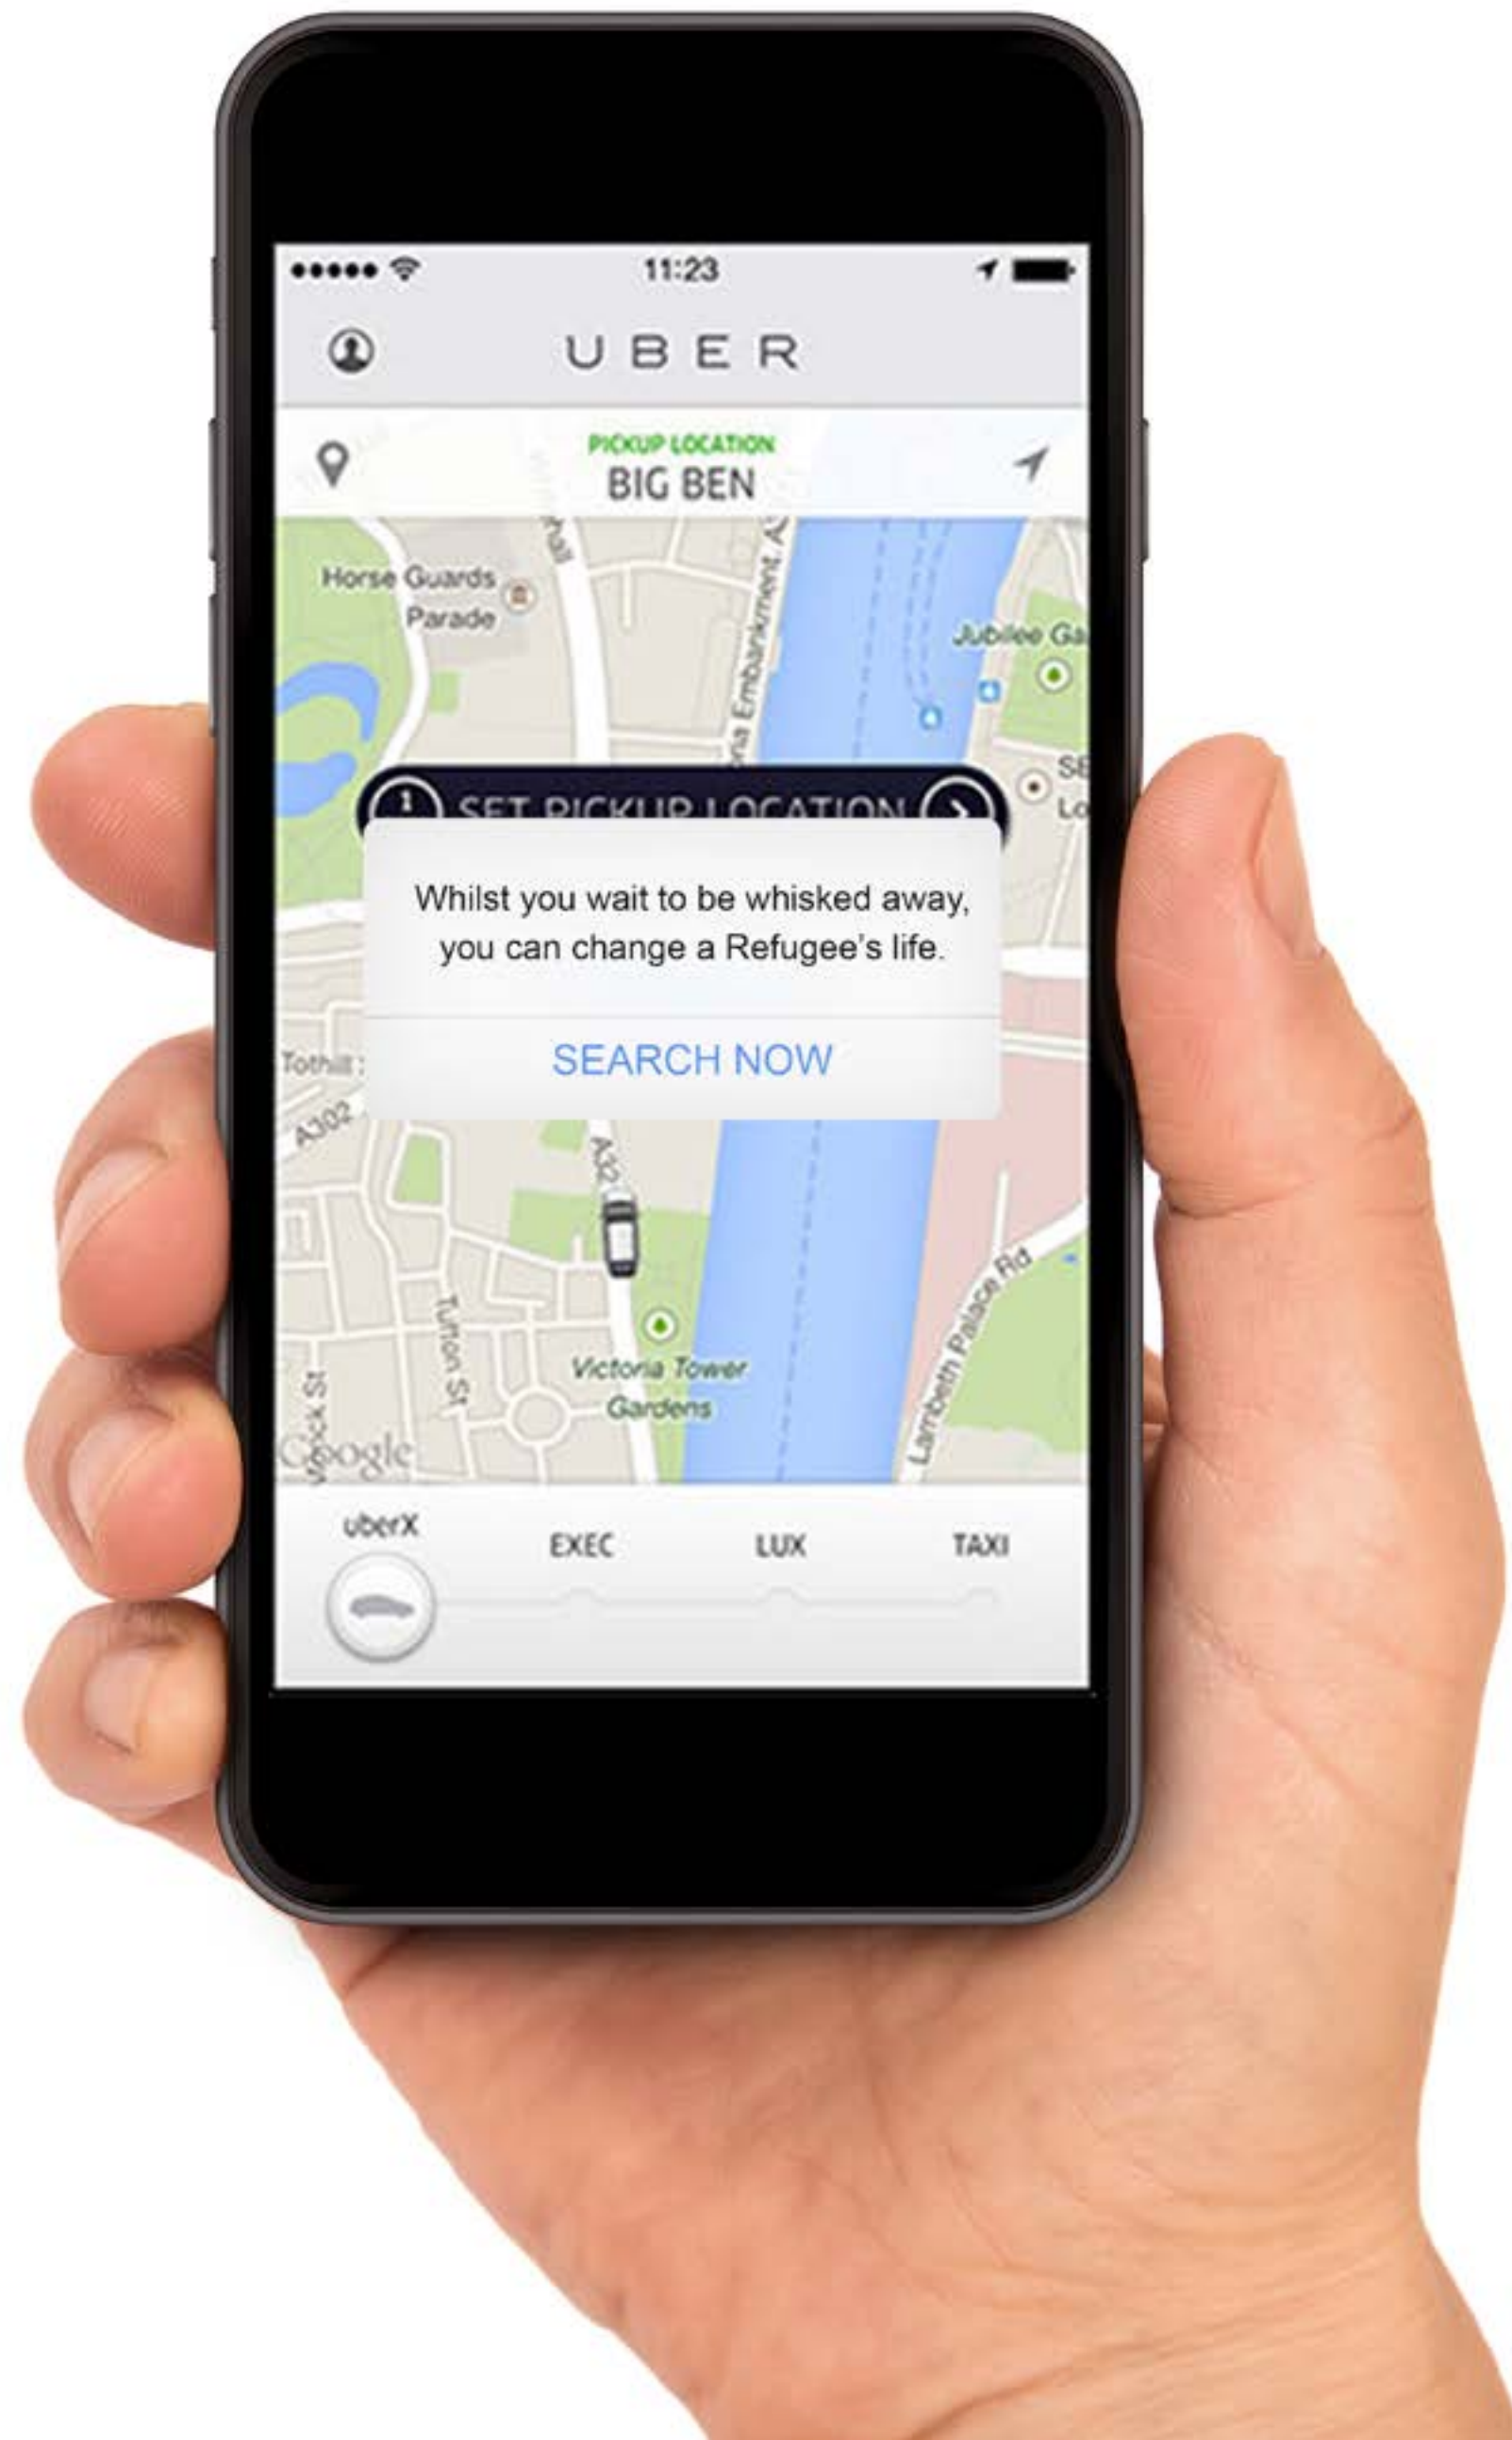 11:23
UBER
PICKUP LOCATION
BIG BEN
Horse Guards
Parade
Jubilee Ga
1 SET PICKUP LOCATION
Whilst you wait to be whisked away,
you can change a Refugee's life.
SEARCH NOW
Tothill
A302
Tufton St
Victoria Tower
Gardens
Lambeth Palace Rd
Google
uberX
EXEC
LUX
TAXI